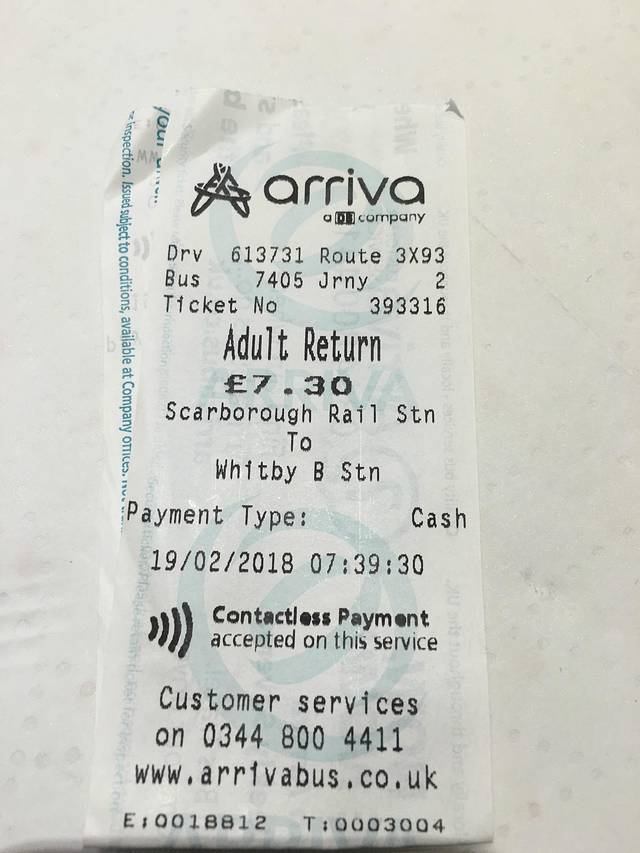 arriva
a DB company
Drv 613731 Route 3X93
Bus 7405 Jrny 2
Ticket No 393316
Adult Return
£7.30
Scarborough Rail Stn
To
Whitby B Stn
Payment Type: Cash
19/02/2018 07:39:30
Contactless Payment
accepted on this service
Customer services
on 0344 800 4411
www.arrivabus.co.uk
E:0018812 T:0003004
inspection. Issued subject to conditions, available at Company offices.
your
ARRIVA